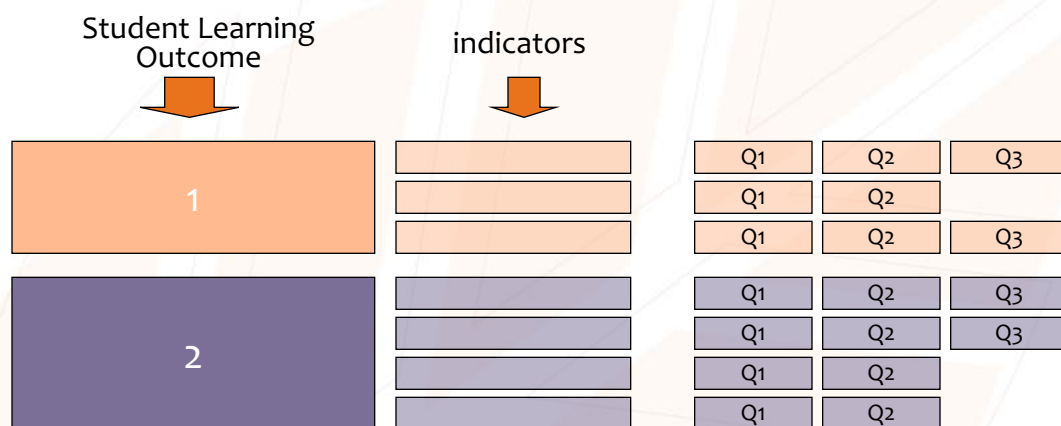 Student Learning
Outcome
indicators
1
Q1 Q2 Q3
Q1 Q2
Q1 Q2 Q3
2
Q1 Q2 Q3
Q1 Q2 Q3
Q1 Q2
Q1 Q2